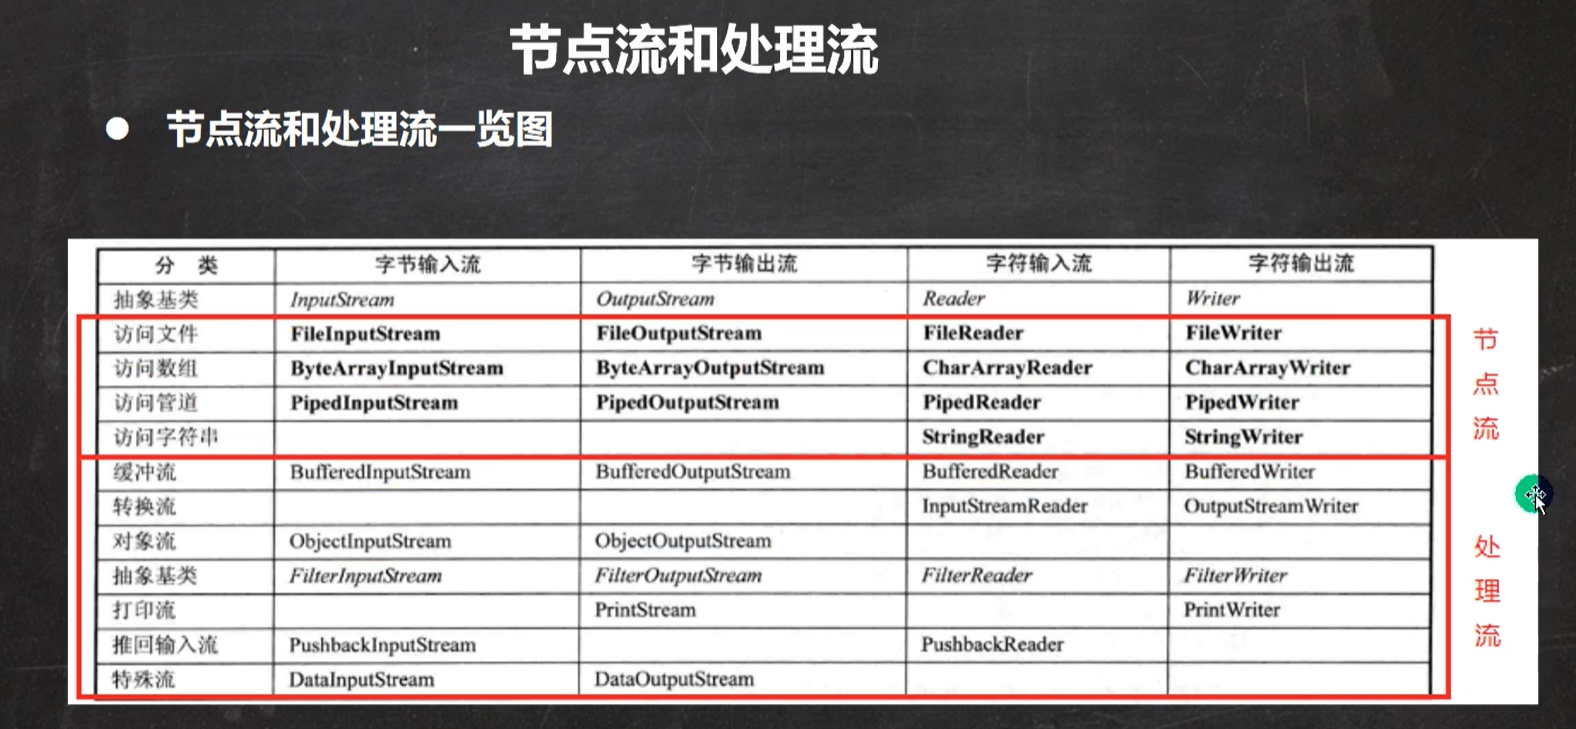 节点流和处理流
● 节点流和处理流一览图
分 类 字节输入流 字节输出流 字符输入流 字符输出流
抽象基类 InputStream OutputStream Reader Writer
访问文件 FileInputStream FileOutputStream FileReader FileWriter
访问数组 ByteArrayInputStream ByteArrayOutputStream CharArrayReader CharArrayWriter
访问管道 PipedInputStream PipedOutputStream PipedReader PipedWriter
访问字符串 StringReader StringWriter
缓冲流 BufferedInputStream BufferedOutputStream BufferedReader BufferedWriter
转换流 InputStreamReader OutputStreamWriter
对象流 ObjectInputStream ObjectOutputStream
抽象基类 FilterInputStream FilterOutputStream FilterReader FilterWriter
打印流 PrintStream PrintWriter
推回输入流 PushbackInputStream PushbackReader
特殊流 DataInputStream DataOutputStream
节点流
处理流